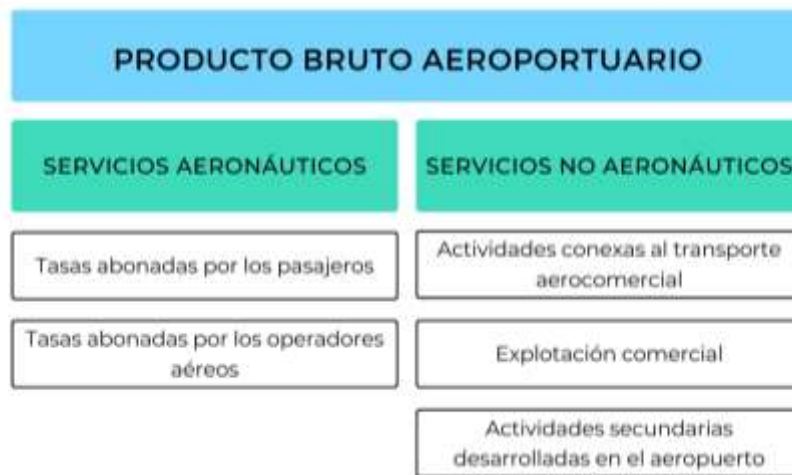 PRODUCTO BRUTO AEROPORTUARIO
SERVICIOS AERONÁUTICOS
SERVICIOS NO AERONÁUTICOS
Tasas abonadas por los pasajeros
Actividades conexas al transporte
aerocomercial
Tasas abonadas por los operadores
aéreos
Explotación comercial
Actividades secundarias
desarrolladas en el aeropuerto